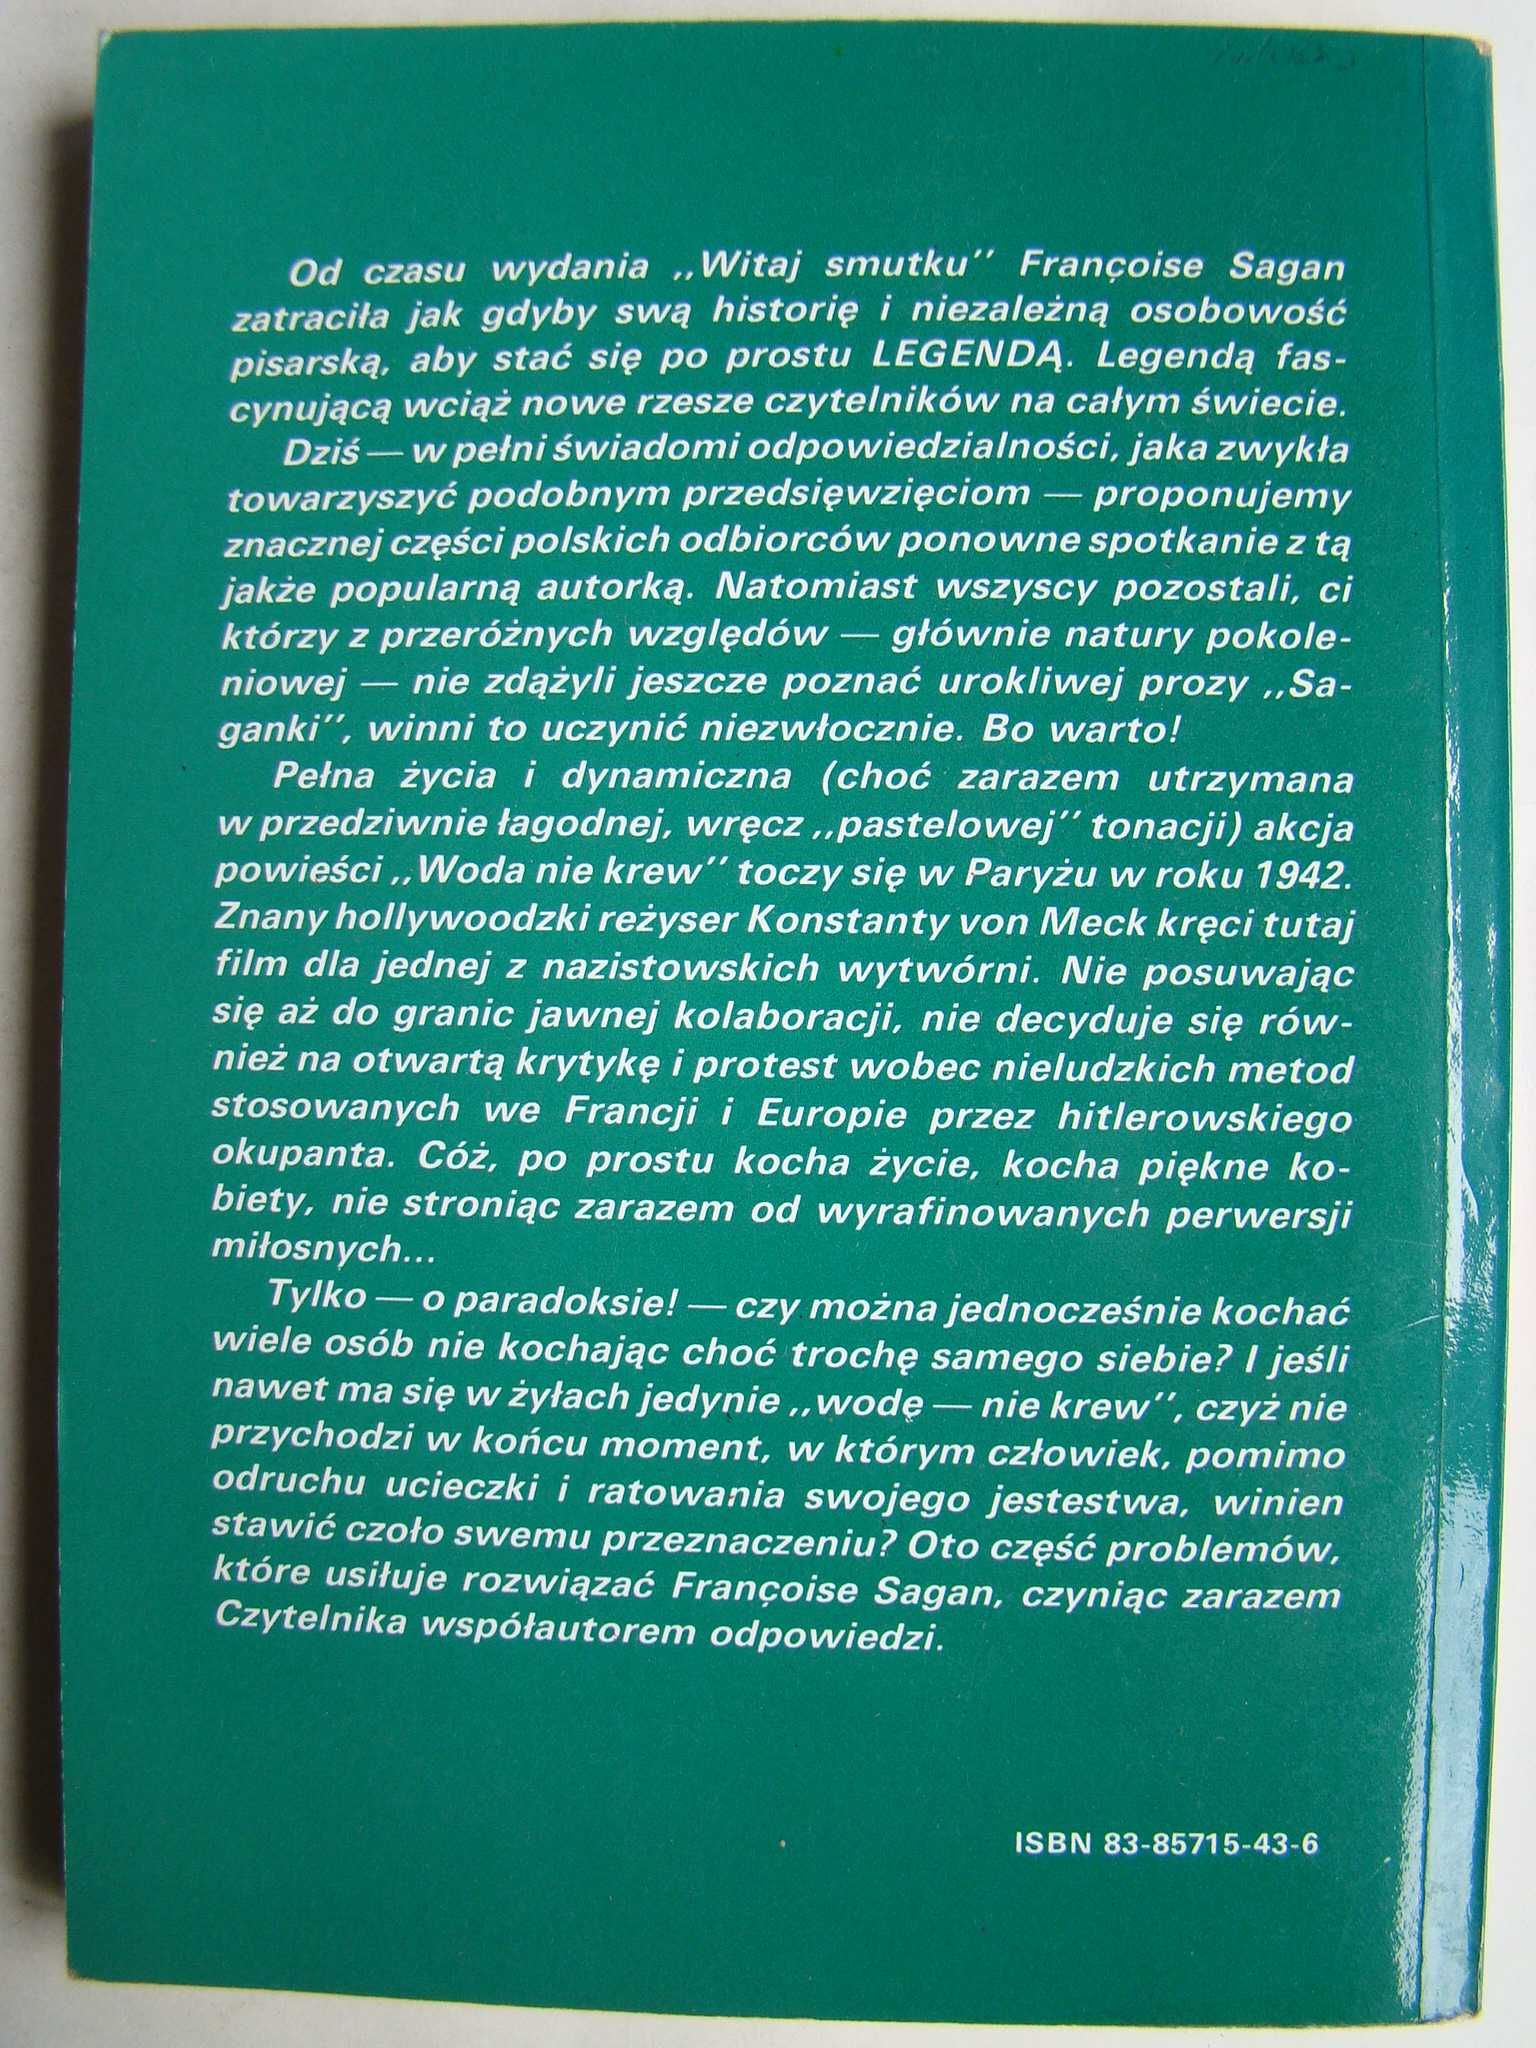 Od czasu wydania ,,Witaj smutku'' Françoise Sagan
zatraciła jak gdyby swą historię i niezależną osobowość
pisarską, aby stać się po prostu LEGENDĄ. Legendą fas-
cynującą wciąż nowe rzesze czytelników na całym świecie.
Dziś — w pełni świadomi odpowiedzialności, jaka zwykła
towarzyszyć podobnym przedsięwzięciom — proponujemy
znacznej części polskich odbiorców ponowne spotkanie z tą
jakże popularną autorką. Natomiast wszyscy pozostali, ci
którzy z przeróżnych względów — głównie natury pokole-
niowej — nie zdążyli jeszcze poznać urokliwej prozy ,,Sa-
ganki'', winni to uczynić niezwłocznie. Bo warto!
Pełna życia i dynamiczna (choć zarazem utrzymana
w przedziwnie łagodnej, wręcz ,,pastelowej'' tonacji) akcja
powieści ,,Woda nie krew'' toczy się w Paryżu w roku 1942.
Znany hollywoodzki reżyser Konstanty von Meck kręci tutaj
film dla jednej z nazistowskich wytwórni. Nie posuwając
się aż do granic jawnej kolaboracji, nie decyduje się rów-
nież na otwartą krytykę i protest wobec nieludzkich metod
stosowanych we Francji i Europie przez hitlerowskiego
okupanta. Cóż, po prostu kocha życie, kocha piękne ko-
biety, nie stroniąc zarazem od wyrafinowanych perwersji
miłosnych...
Tylko — o paradoksie! — czy można jednocześnie kochać
wiele osób nie kochając choć trochę samego siebie? I jeśli
nawet ma się w żyłach jedynie ,,wodę — nie krew'', czyż nie
przychodzi w końcu moment, w którym człowiek, pomimo
odruchu ucieczki i ratowania swojego jestestwa, winien
stawić czoło swemu przeznaczeniu? Oto część problemów,
które usiłuje rozwiązać Françoise Sagan, czyniąc zarazem
Czytelnika współautorem odpowiedzi.
ISBN 83-85715-43-6